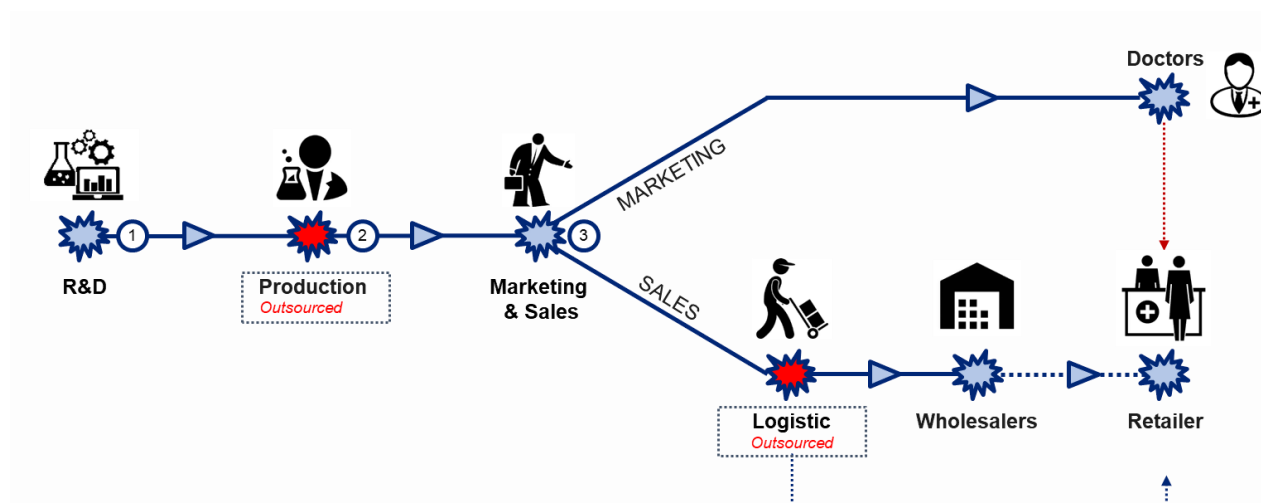 Doctors
MARKETING
1
2
3
R&D
Production
Outsourced
Marketing
& Sales
SALES
Logistic
Outsourced
Wholesalers
Retailer